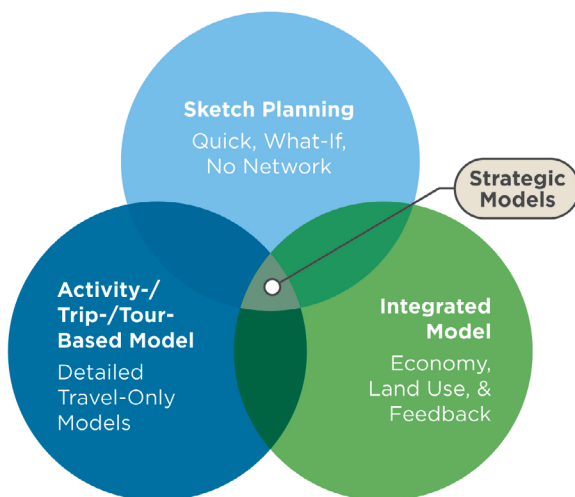 Sketch Planning
Quick, What-If,
No Network
Strategic
Models
Activity-/
Trip-/Tour-
Based Model
Detailed
Travel-Only
Models
Integrated
Model
Economy,
Land Use, &
Feedback